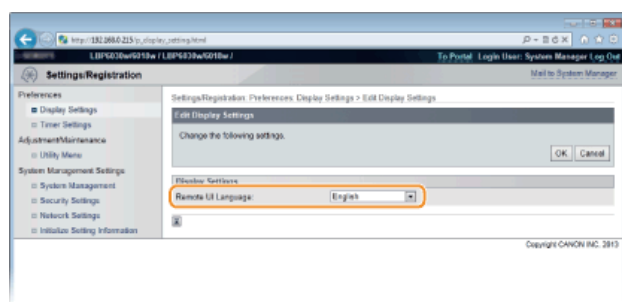 http://192.168.0.215/p_display_setting.html
LBP6030w/6018w / LBP6030w/6018w /
To Portal Login User: System Manager Log Out
Settings/Registration
Mail to System Manager
Preferences
Display Settings
Timer Settings
Adjustment/Maintenance
Utility Menu
System Management Settings
System Management
Security Settings
Network Settings
Initialize Setting Information
Settings/Registration: Preferences: Display Settings > Edit Display Settings
Edit Display Settings
Change the following settings.
OK Cancel
Display Settings
Remote UI Language:
English
Copyright CANON INC. 2013